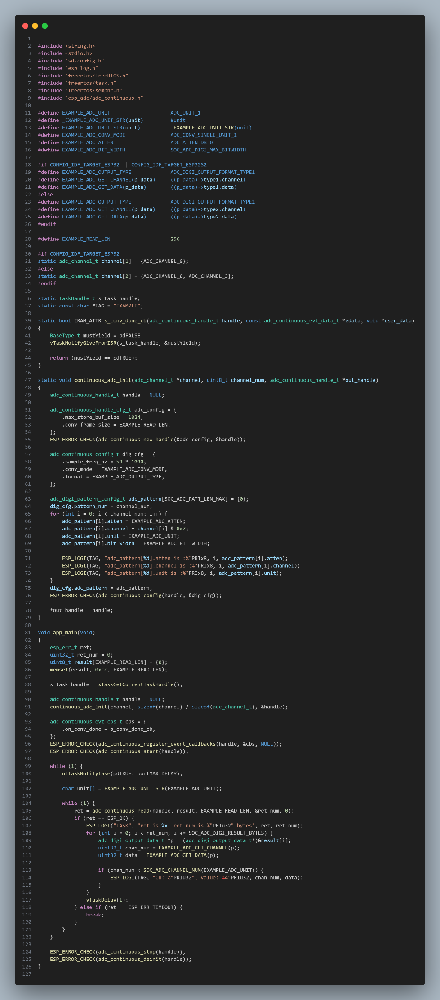 1
2 #include <string.h>
3 #include <stdio.h>
4 #include "sdkconfig.h"
5 #include "esp_log.h"
6 #include "freertos/FreeRTOS.h"
7 #include "freertos/task.h"
8 #include "freertos/semphr.h"
9 #include "esp_adc/adc_continuous.h"
10
11 #define EXAMPLE_ADC_UNIT                    ADC_UNIT_1
12 #define _EXAMPLE_ADC_UNIT_STR(unit)         #unit
13 #define EXAMPLE_ADC_UNIT_STR(unit)          _EXAMPLE_ADC_UNIT_STR(unit)
14 #define EXAMPLE_ADC_CONV_MODE               ADC_CONV_SINGLE_UNIT_1
15 #define EXAMPLE_ADC_ATTEN                   ADC_ATTEN_DB_0
16 #define EXAMPLE_ADC_BIT_WIDTH               SOC_ADC_DIGI_MAX_BITWIDTH
17
18 #if CONFIG_IDF_TARGET_ESP32 || CONFIG_IDF_TARGET_ESP32S2
19 #define EXAMPLE_ADC_OUTPUT_TYPE             ADC_DIGI_OUTPUT_FORMAT_TYPE1
20 #define EXAMPLE_ADC_GET_CHANNEL(p_data)     ((p_data)->type1.channel)
21 #define EXAMPLE_ADC_GET_DATA(p_data)        ((p_data)->type1.data)
22 #else
23 #define EXAMPLE_ADC_OUTPUT_TYPE             ADC_DIGI_OUTPUT_FORMAT_TYPE2
24 #define EXAMPLE_ADC_GET_CHANNEL(p_data)     ((p_data)->type2.channel)
25 #define EXAMPLE_ADC_GET_DATA(p_data)        ((p_data)->type2.data)
26 #endif
27
28 #define EXAMPLE_READ_LEN                    256
29
30 #if CONFIG_IDF_TARGET_ESP32
31 static adc_channel_t channel[1] = {ADC_CHANNEL_0};
32 #else
33 static adc_channel_t channel[2] = {ADC_CHANNEL_0, ADC_CHANNEL_3};
34 #endif
35
36 static TaskHandle_t s_task_handle;
37 static const char *TAG = "EXAMPLE";
38
39 static bool IRAM_ATTR s_conv_done_cb(adc_continuous_handle_t handle, const adc_continuous_evt_data_t *edata, void *user_data)
40 {
41     BaseType_t mustYield = pdFALSE;
42     vTaskNotifyGiveFromISR(s_task_handle, &mustYield);
43
44     return (mustYield == pdTRUE);
45 }
46
47 static void continuous_adc_init(adc_channel_t *channel, uint8_t channel_num, adc_continuous_handle_t *out_handle)
48 {
49     adc_continuous_handle_t handle = NULL;
50
51     adc_continuous_handle_cfg_t adc_config = {
52         .max_store_buf_size = 1024,
53         .conv_frame_size = EXAMPLE_READ_LEN,
54     };
55     ESP_ERROR_CHECK(adc_continuous_new_handle(&adc_config, &handle));
56
57     adc_continuous_config_t dig_cfg = {
58         .sample_freq_hz = 50 * 1000,
59         .conv_mode = EXAMPLE_ADC_CONV_MODE,
60         .format = EXAMPLE_ADC_OUTPUT_TYPE,
61     };
62
63     adc_digi_pattern_config_t adc_pattern[SOC_ADC_PATT_LEN_MAX] = {0};
64     dig_cfg.pattern_num = channel_num;
65     for (int i = 0; i < channel_num; i++) {
66         adc_pattern[i].atten = EXAMPLE_ADC_ATTEN;
67         adc_pattern[i].channel = channel[i] & 0x7;
68         adc_pattern[i].unit = EXAMPLE_ADC_UNIT;
69         adc_pattern[i].bit_width = EXAMPLE_ADC_BIT_WIDTH;
70
71         ESP_LOGI(TAG, "adc_pattern[%d].atten is :%"PRIx8, i, adc_pattern[i].atten);
72         ESP_LOGI(TAG, "adc_pattern[%d].channel is :%"PRIx8, i, adc_pattern[i].channel);
73         ESP_LOGI(TAG, "adc_pattern[%d].unit is :%"PRIx8, i, adc_pattern[i].unit);
74     }
75     dig_cfg.adc_pattern = adc_pattern;
76     ESP_ERROR_CHECK(adc_continuous_config(handle, &dig_cfg));
77
78     *out_handle = handle;
79 }
80
81 void app_main(void)
82 {
83     esp_err_t ret;
84     uint32_t ret_num = 0;
85     uint8_t result[EXAMPLE_READ_LEN] = {0};
86     memset(result, 0xcc, EXAMPLE_READ_LEN);
87
88     s_task_handle = xTaskGetCurrentTaskHandle();
89
90     adc_continuous_handle_t handle = NULL;
91     continuous_adc_init(channel, sizeof(channel) / sizeof(adc_channel_t), &handle);
92
93     adc_continuous_evt_cbs_t cbs = {
94         .on_conv_done = s_conv_done_cb,
95     };
96     ESP_ERROR_CHECK(adc_continuous_register_event_callbacks(handle, &cbs, NULL));
97     ESP_ERROR_CHECK(adc_continuous_start(handle));
98
99     while (1) {
100         ulTaskNotifyTake(pdTRUE, portMAX_DELAY);
101
102         char unit[] = EXAMPLE_ADC_UNIT_STR(EXAMPLE_ADC_UNIT);
103
104         while (1) {
105             ret = adc_continuous_read(handle, result, EXAMPLE_READ_LEN, &ret_num, 0);
106             if (ret == ESP_OK) {
107                 ESP_LOGI("TASK", "ret is %x, ret_num is %"PRIu32" bytes", ret, ret_num);
108                 for (int i = 0; i < ret_num; i += SOC_ADC_DIGI_RESULT_BYTES) {
109                     adc_digi_output_data_t *p = (adc_digi_output_data_t*)&result[i];
110                     uint32_t chan_num = EXAMPLE_ADC_GET_CHANNEL(p);
111                     uint32_t data = EXAMPLE_ADC_GET_DATA(p);
112
113                     if (chan_num < SOC_ADC_CHANNEL_NUM(EXAMPLE_ADC_UNIT)) {
114                         ESP_LOGI(TAG, "Ch: %"PRIu32", Value: %4"PRIu32, chan_num, data);
115                     }
116                 }
117                 vTaskDelay(1);
118             } else if (ret == ESP_ERR_TIMEOUT) {
119                 break;
120             }
121         }
122     }
123
124     ESP_ERROR_CHECK(adc_continuous_stop(handle));
125     ESP_ERROR_CHECK(adc_continuous_deinit(handle));
126 }
127